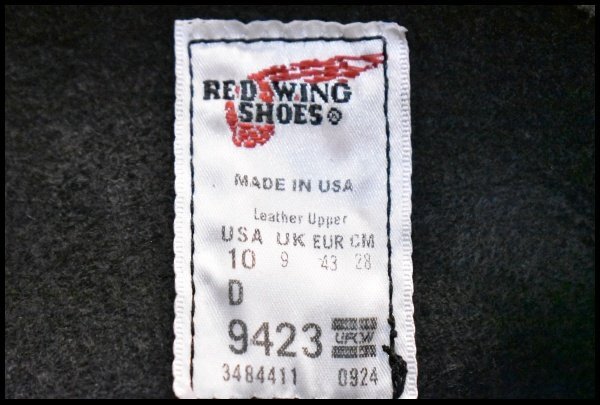 RED WING
SHOES®
MADE IN USA
Leather Upper
USA UK EUR CM
10 9 43 28
D
9423 UFCW
3484411 0924